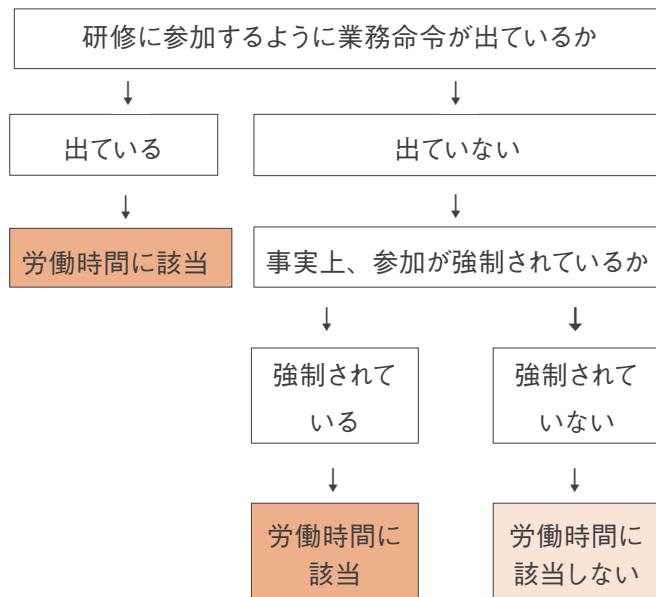 研修に参加するように業務命令が出ているか
出ている
出ていない
労働時間に該当
事実上、参加が強制されているか
強制されて
いる
強制されて
いない
労働時間に
該当
労働時間に
該当しない